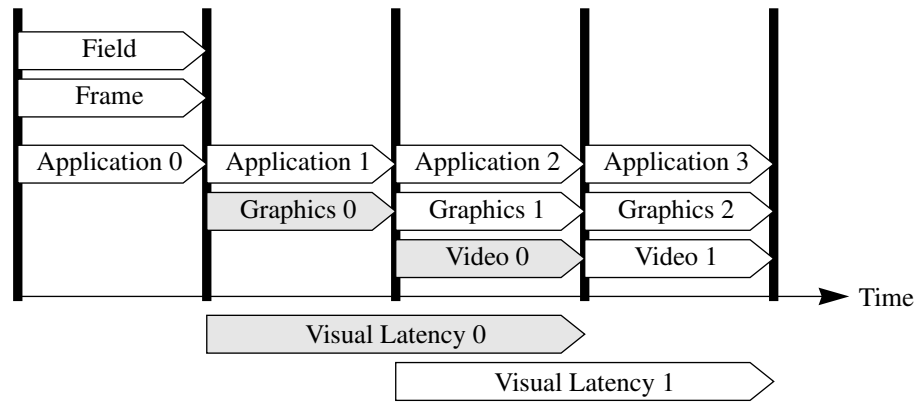 Field
Frame
Application 0 Application 1 Application 2 Application 3
Graphics 0 Graphics 1 Graphics 2
Video 0 Video 1
Time
Visual Latency 0
Visual Latency 1